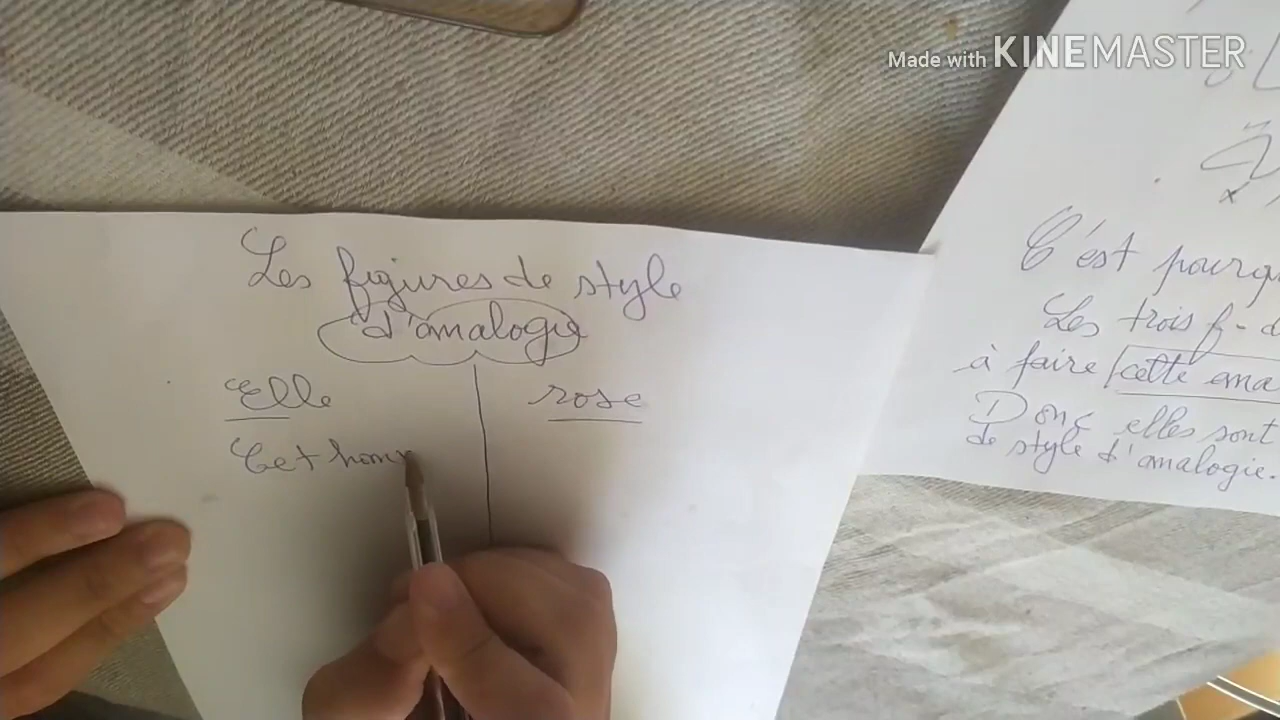 Made with KINEMASTER
Les figures de style
d'analogie
Elle
rose
Cet hom
C'est pourqu
Les trois f- d
à faire cette ana
Donc elles sont
de style d'analogie.